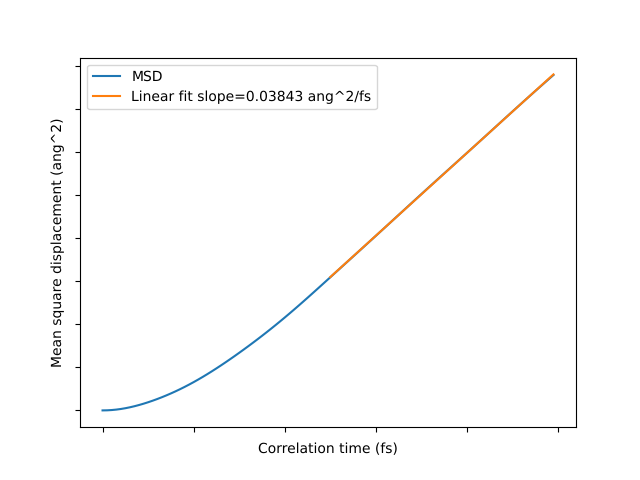 MSD
Linear fit slope=0.03843 ang^2/fs
Mean square displacement (ang^2)
Correlation time (fs)